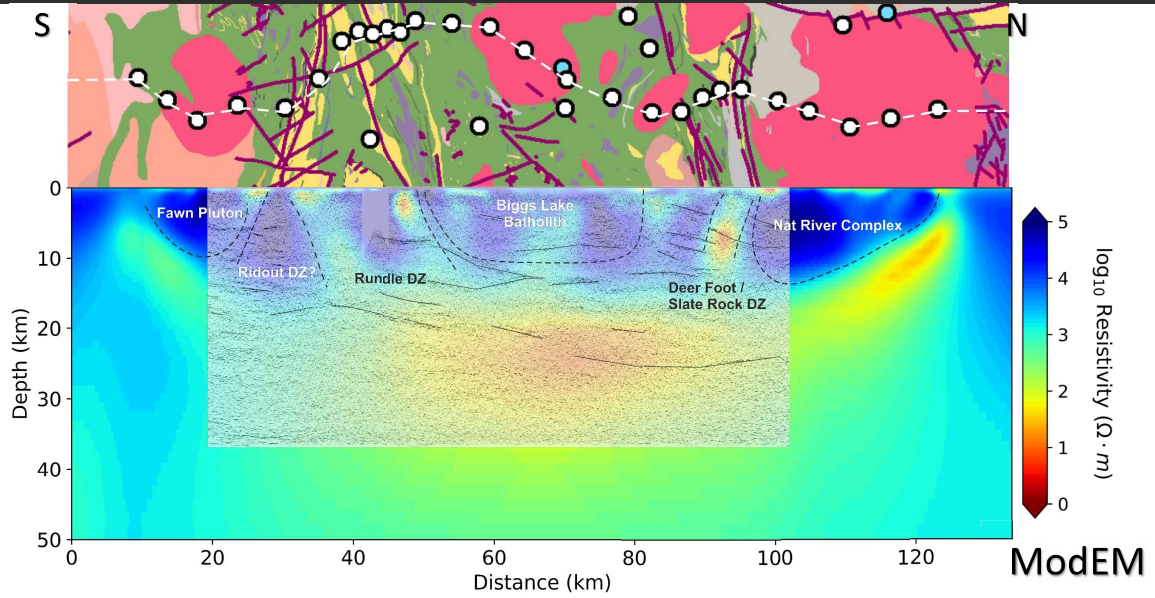 S
N
Fawn Pluton
Biggs Lake
Batholith
Nat River Complex
Ridout DZ?
Rundle DZ
Deer Foot /
Slate Rock DZ
0
10
20
30
40
50
Depth (km)
0
20
40
60
80
100
120
Distance (km)
5
4
3
2
1
0
log₁₀ Resistivity (Ω · m)
ModEM